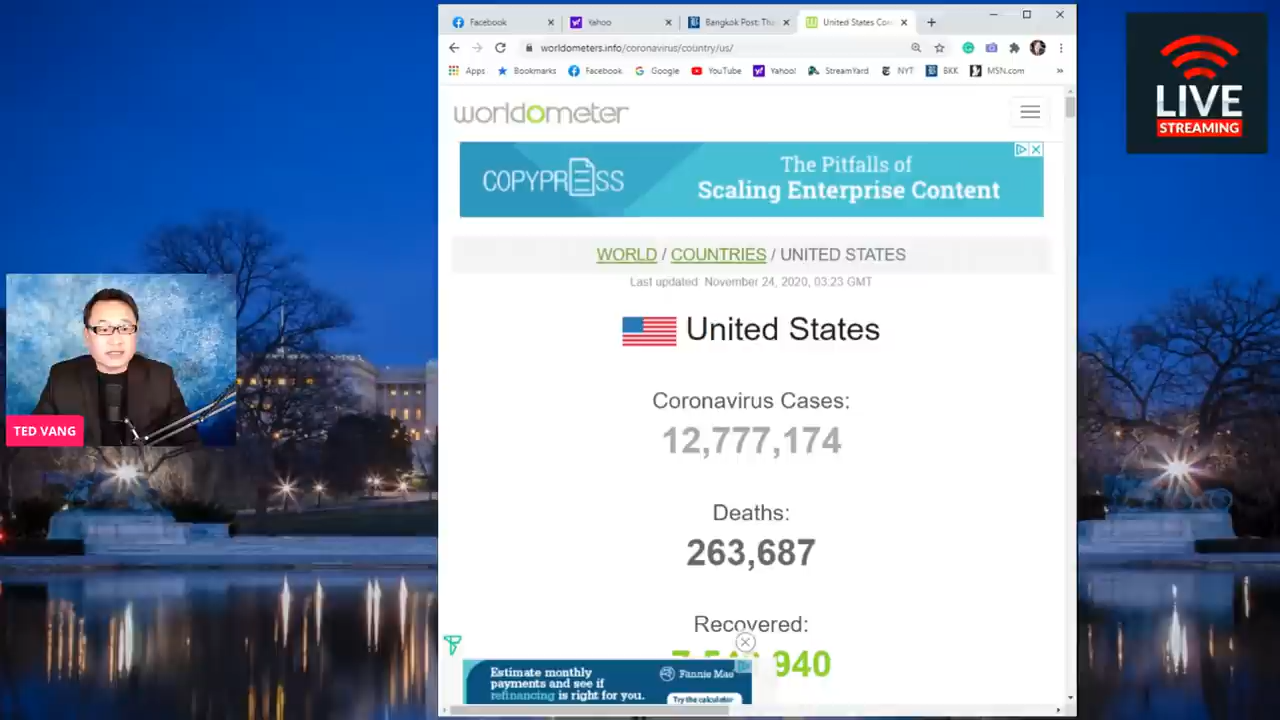 Facebook
Yahoo
Bangkok Post: Tha
United States Cor
worldometers.info/coronavirus/country/us/
Apps
Bookmarks
Facebook
Google
YouTube
Yahoo!
StreamYard
NYT
BKK
MSN.com
»
LIVE
STREAMING
worldometer
COPYPRESS
The Pitfalls of
Scaling Enterprise Content
WORLD / COUNTRIES / UNITED STATES
Last updated: November 24, 2020, 03:23 GMT
United States
Coronavirus Cases:
12,777,174
Deaths:
263,687
Recovered:
940
TED VANG
Estimate monthly
payments and see if
refinancing is right for you.
Fannie Mae
Try the calculator